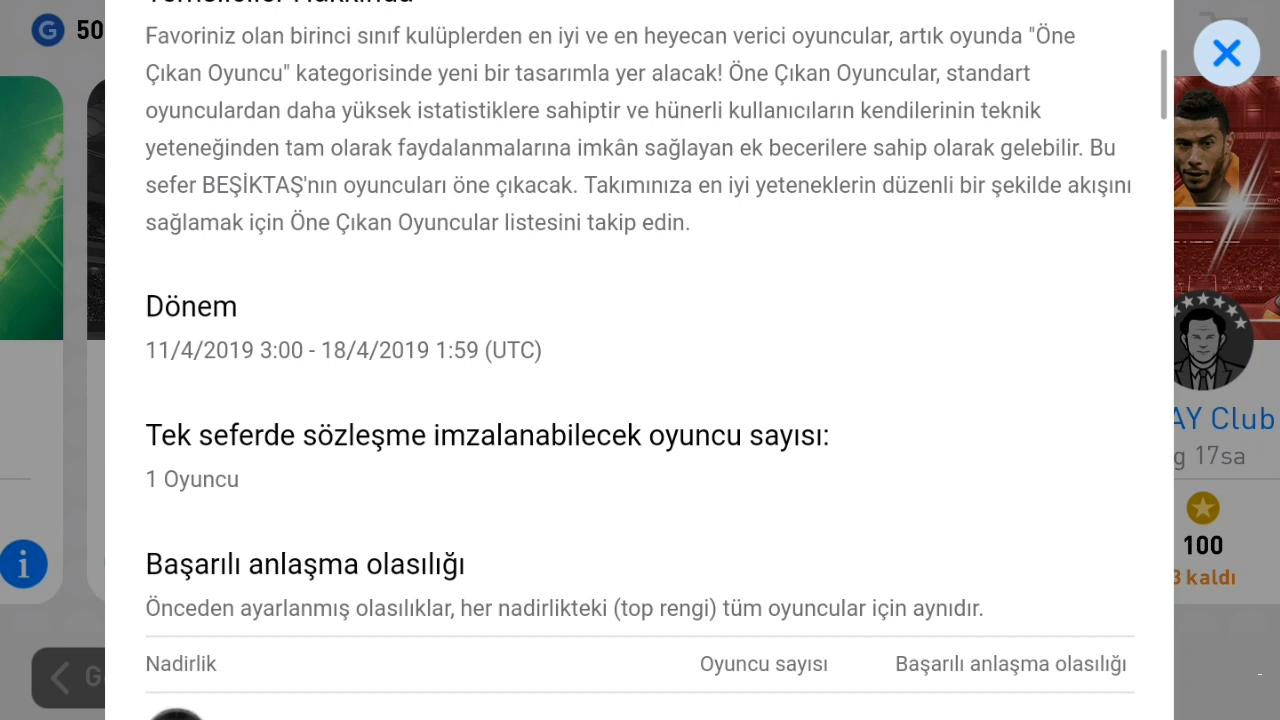 Favoriniz olan birinci sınıf kulüplerden en iyi ve en heyecan verici oyuncular, artık oyunda "Öne
Çıkan Oyuncu" kategorisinde yeni bir tasarımla yer alacak! Öne Çıkan Oyuncular, standart
oyunculardan daha yüksek istatistiklere sahiptir ve hünerli kullanıcıların kendilerinin teknik
yeteneğinden tam olarak faydalanmalarına imkân sağlayan ek becerilere sahip olarak gelebilir. Bu
sefer BEŞİKTAŞ'nın oyuncuları öne çıkacak. Takımınıza en iyi yeteneklerin düzenli bir şekilde akışını
sağlamak için Öne Çıkan Oyuncular listesini takip edin.
Dönem
11/4/2019 3:00 - 18/4/2019 1:59 (UTC)
Tek seferde sözleşme imzalanabilecek oyuncu sayısı:
1 Oyuncu
Başarılı anlaşma olasılığı
Önceden ayarlanmış olasılıklar, her nadirlikteki (top rengi) tüm oyuncular için aynıdır.
Nadirlik Oyuncu sayısı Başarılı anlaşma olasılığı
G 50
AY Club
g 17sa
100
3 kaldı
i
G